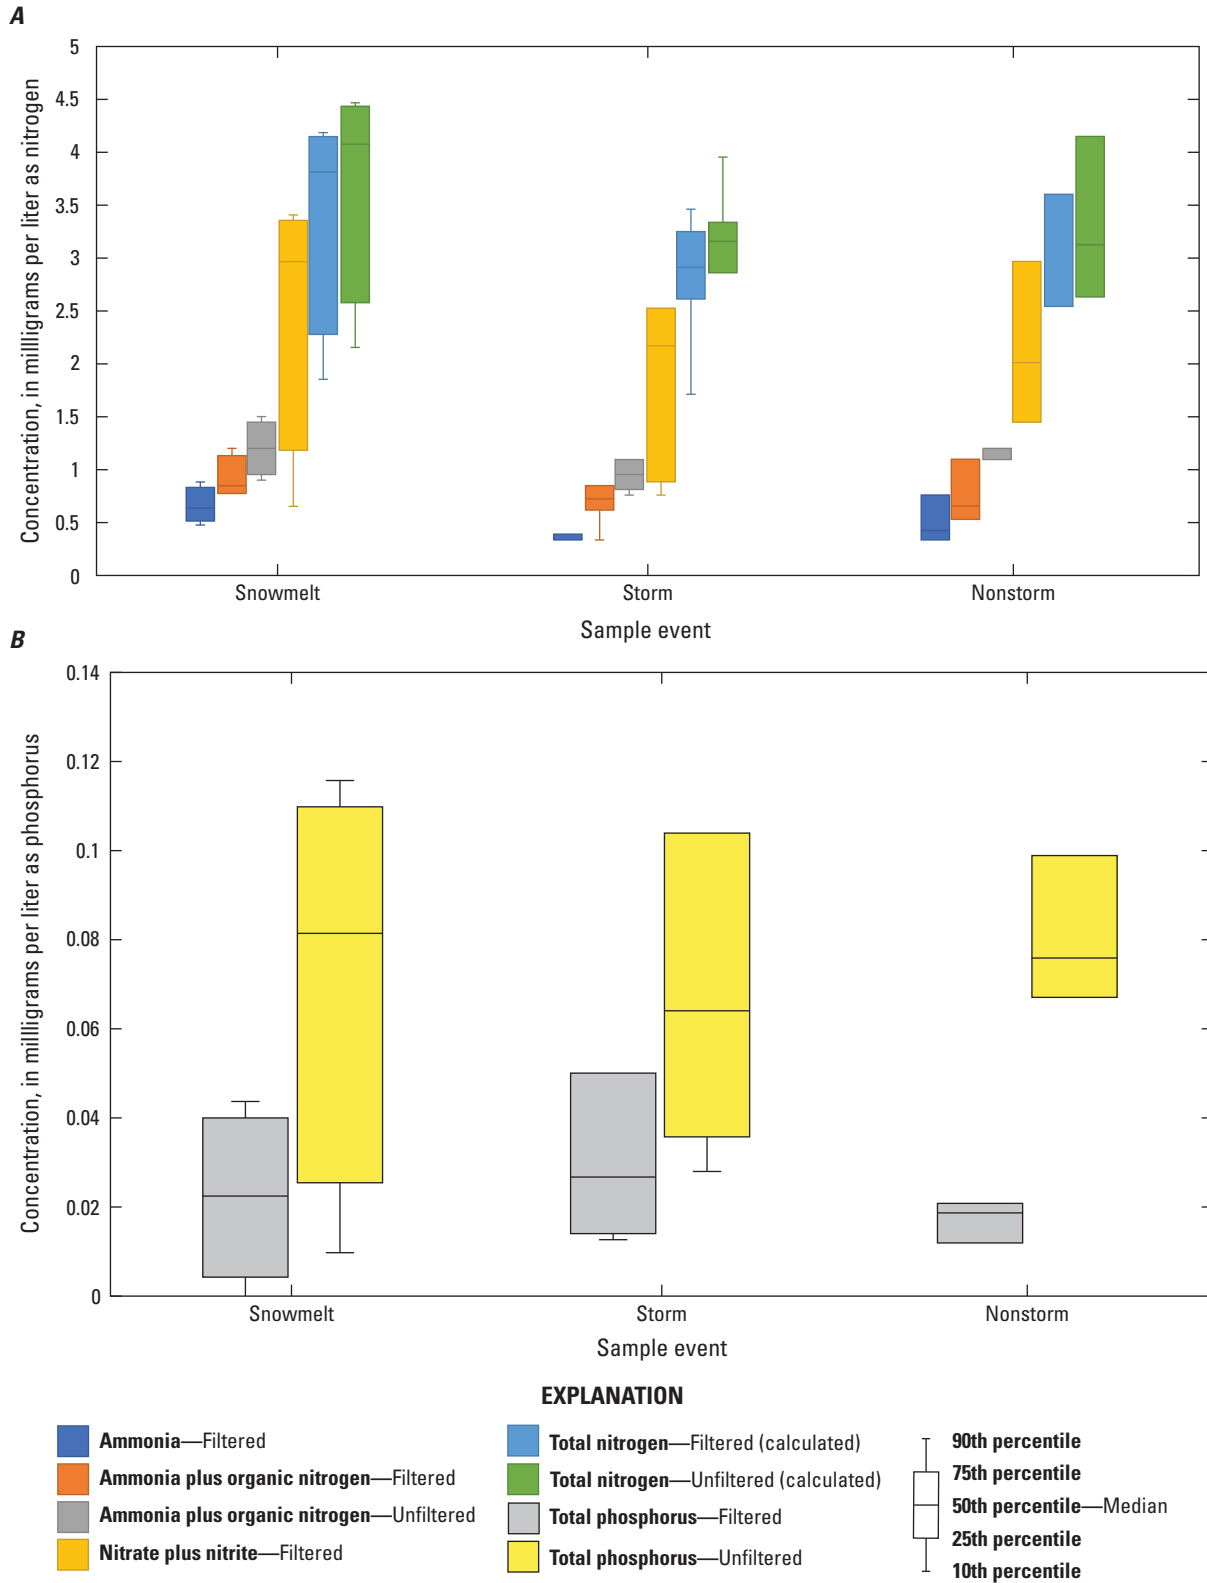 A
Concentration, in milligrams per liter as nitrogen
5
4.5
4
3.5
3
2.5
2
1.5
1
0.5
0
Snowmelt
Storm
Nonstorm
Sample event
B
Concentration, in millligrams per liter as phosphorus
0.14
0.12
0.1
0.08
0.06
0.04
0.02
0
Snowmelt
Storm
Nonstorm
Sample event
EXPLANATION
Ammonia—Filtered
Ammonia plus organic nitrogen—Filtered
Ammonia plus organic nitrogen—Unfiltered
Nitrate plus nitrite—Filtered
Total nitrogen—Filtered (calculated)
Total nitrogen—Unfiltered (calculated)
Total phosphorus—Filtered
Total phosphorus—Unfiltered
90th percentile
75th percentile
50th percentile—Median
25th percentile
10th percentile